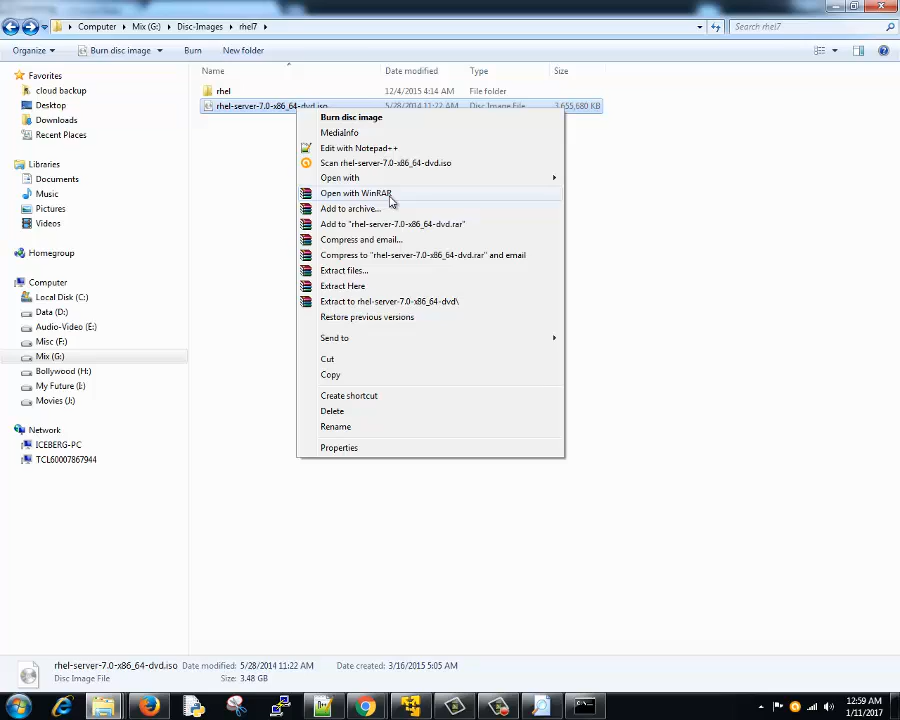 Computer ▸ Mix (G:) ▸ Disc-Images ▸ rhel7 ▸
Search rhel7
Organize
Burn disc image
Burn
New folder
Name
Date modified
Type
Size
Favorites
cloud backup
Desktop
Downloads
Recent Places
Libraries
Documents
Music
Pictures
Videos
Homegroup
Computer
Local Disk (C:)
Data (D:)
Audio-Video (E:)
Misc (F:)
Mix (G:)
Bollywood (H:)
My Future (I:)
Movies (J:)
Network
ICEBERG-PC
TCL60007867944
rhel 12/4/2015 4:14 AM File folder
rhel-server-7.0-x86_64-dvd.iso 5/28/2014 11:22 AM Disc Image File 3,655,680 KB
Burn disc image
MediaInfo
Edit with Notepad++
Scan rhel-server-7.0-x86_64-dvd.iso
Open with
Open with WinRAR
Add to archive...
Add to "rhel-server-7.0-x86_64-dvd.rar"
Compress and email...
Compress to "rhel-server-7.0-x86_64-dvd.rar" and email
Extract files...
Extract Here
Extract to rhel-server-7.0-x86_64-dvd\
Restore previous versions
Send to
Cut
Copy
Create shortcut
Delete
Rename
Properties
rhel-server-7.0-x86_64-dvd.iso Date modified: 5/28/2014 11:22 AM Date created: 3/16/2015 5:05 AM
Disc Image File Size: 3.48 GB
12:59 AM
1/11/2017